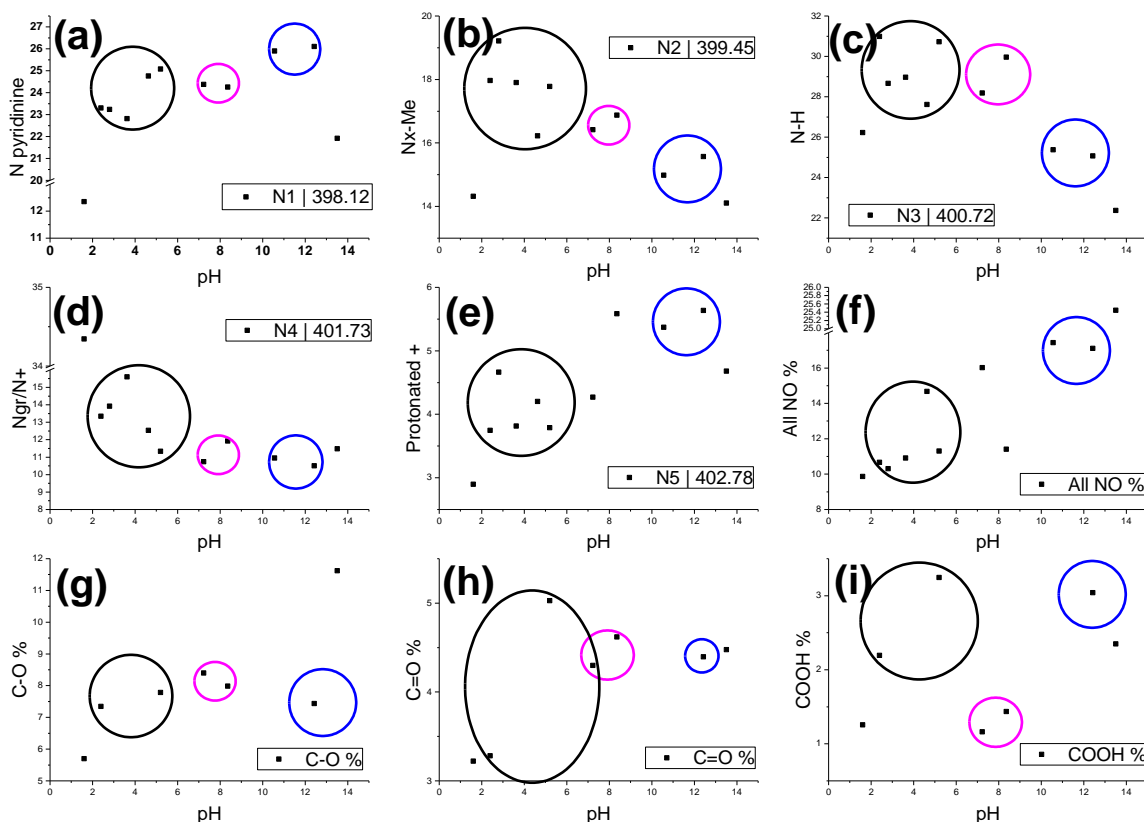 (a)
N pyridinine
27
26
25
24
23
22
21
20
12
11
N1 | 398.12
0 2 4 6 8 10 12 14
pH
(b)
Nx-Me
20
18
16
14
N2 | 399.45
0 2 4 6 8 10 12 14
pH
(c)
N-H
32
30
28
26
24
22
N3 | 400.72
0 2 4 6 8 10 12 14
pH
(d)
Ngr/N+
35
34
16
15
14
13
12
11
10
9
8
N4 | 401.73
0 2 4 6 8 10 12 14
pH
(e)
Protonated +
6
5
4
3
N5 | 402.78
0 2 4 6 8 10 12 14
pH
(f)
All NO %
26.0
25.8
25.6
25.4
25.2
25.0
16
14
12
10
8
All NO %
0 2 4 6 8 10 12 14
pH
(g)
C-O %
12
11
10
9
8
7
6
5
C-O %
0 2 4 6 8 10 12 14
pH
(h)
C=O %
5
4
3
C=O %
0 2 4 6 8 10 12 14
pH
(i)
COOH %
3
2
1
COOH %
0 2 4 6 8 10 12 14
pH